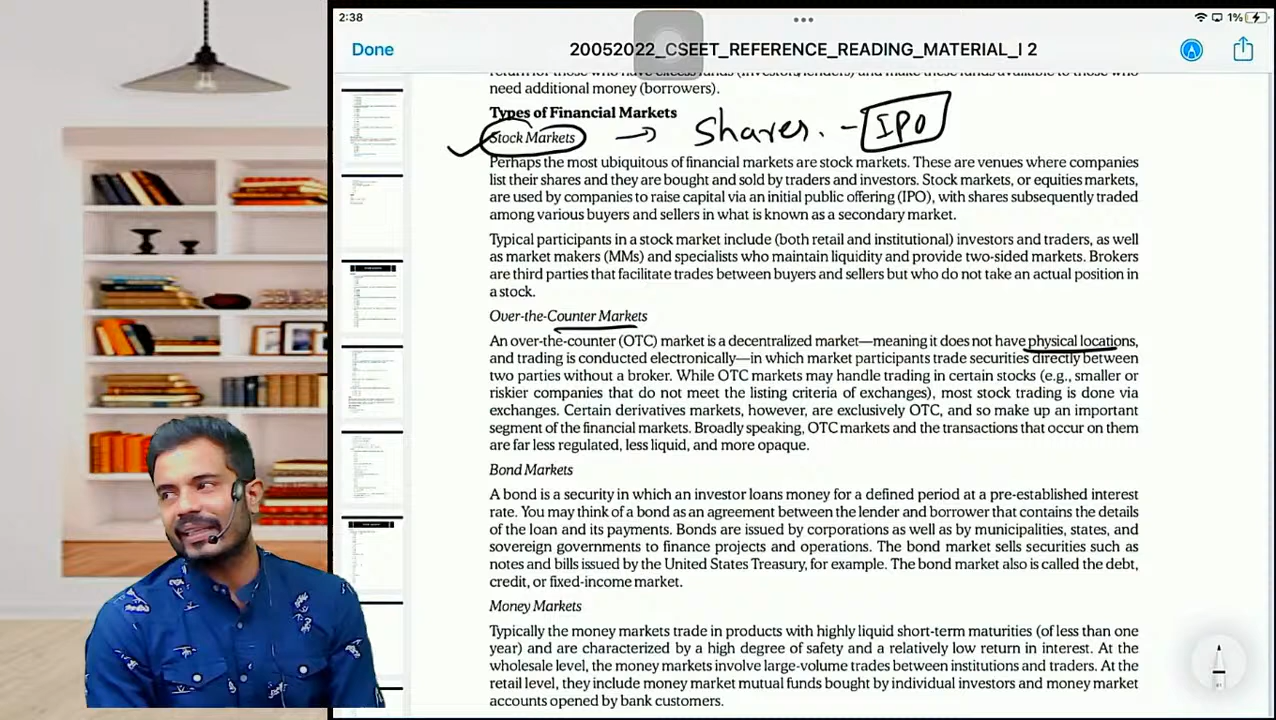 2:38
1%
Done
20052022_CSEET_REFERENCE_READING_MATERIAL_I 2
return for those who have excess funds (investors/lenders) and make these funds available to those who
need additional money (borrowers).
Types of Financial Markets
Stock Markets → Shares. - IPO
Perhaps the most ubiquitous of financial markets are stock markets. These are venues where companies
list their shares and they are bought and sold by traders and investors. Stock markets, or equities markets,
are used by companies to raise capital via an initial public offering (IPO), with shares subsequently traded
among various buyers and sellers in what is known as a secondary market.
Typical participants in a stock market include (both retail and institutional) investors and traders, as well
as market makers (MMs) and specialists who maintain liquidity and provide two-sided markets. Brokers
are third parties that facilitate trades between buyers and sellers but who do not take an actual position in
a stock.
Over-the-Counter Markets
An over-the-counter (OTC) market is a decentralized market—meaning it does not have physical locations,
and trading is conducted electronically—in which market participants trade securities directly between
two parties without a broker. While OTC markets may handle trading in certain stocks (e.g., smaller or
riskier companies that do not meet the listing criteria of exchanges), most stock trading is done via
exchanges. Certain derivatives markets, however, are exclusively OTC, and so make up an important
segment of the financial markets. Broadly speaking, OTC markets and the transactions that occur on them
are far less regulated, less liquid, and more opaque.
Bond Markets
A bond is a security in which an investor loans money for a defined period at a pre-established interest
rate. You may think of a bond as an agreement between the lender and borrower that contains the details
of the loan and its payments. Bonds are issued by corporations as well as by municipalities, states, and
sovereign governments to finance projects and operations. The bond market sells securities such as
notes and bills issued by the United States Treasury, for example. The bond market also is called the debt,
credit, or fixed-income market.
Money Markets
Typically the money markets trade in products with highly liquid short-term maturities (of less than one
year) and are characterized by a high degree of safety and a relatively low return in interest. At the
wholesale level, the money markets involve large-volume trades between institutions and traders. At the
retail level, they include money market mutual funds bought by individual investors and money market
accounts opened by bank customers.